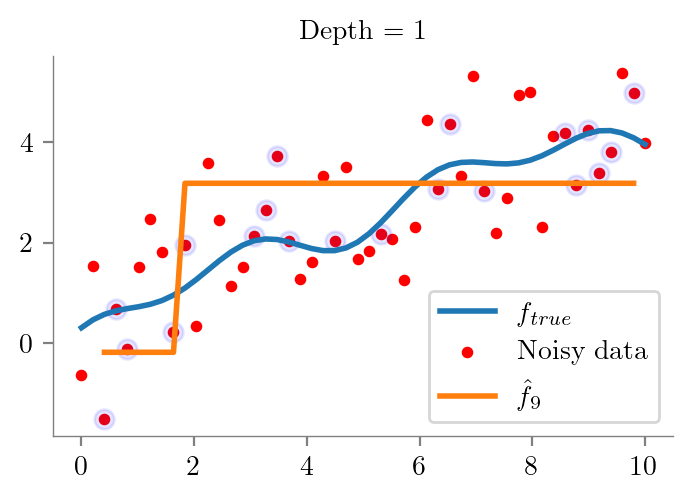 Depth = 1
4
2
0
0 2 4 6 8 10
f_true
Noisy data
f̂_9